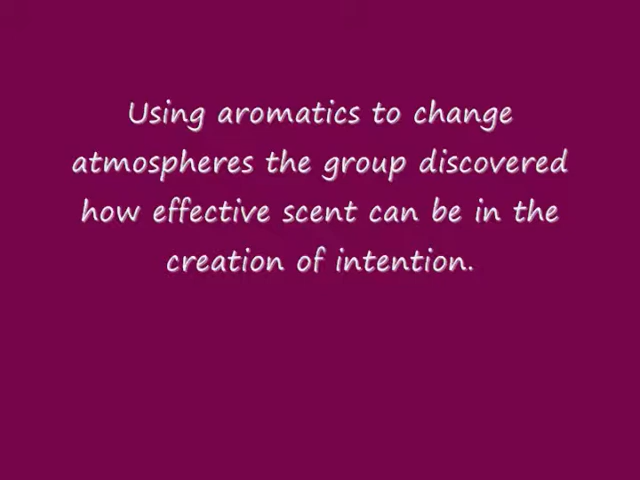 Using aromatics to change
atmospheres the group discovered
how effective scent can be in the
creation of intention.